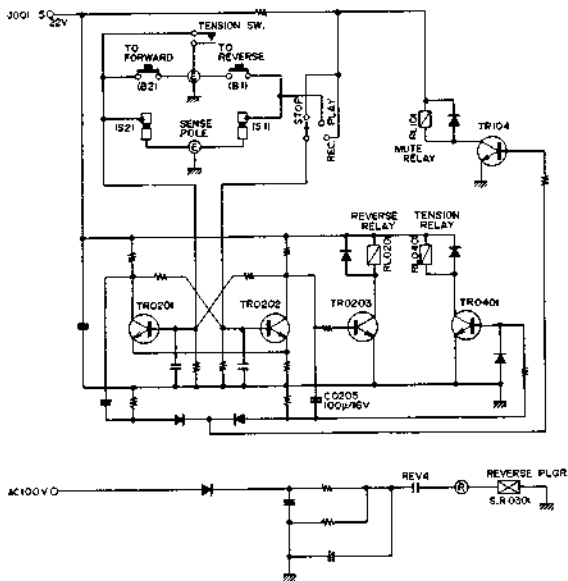 J001 5
22V
TENSION SW.
TO FORWARD
TO REVERSE
E
(B2)
(B1)
(S2)
SENSE POLE
(S1)
E
STOP
PLAY
REC.
RL101
MUTE RELAY
TR104
REVERSE RELAY
TENSION RELAY
RL0201
RL0401
TR0201
TR0202
TR0203
TR0401
C0205
100μ/16V
AC100V
REV4
R
REVERSE PLGR
S.R.0301